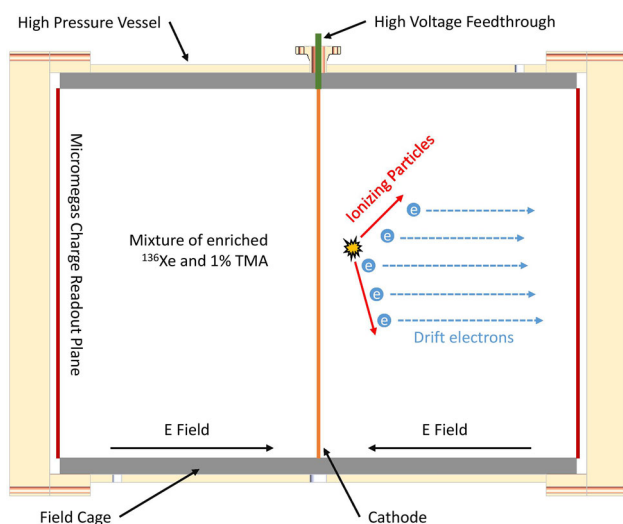 High Pressure Vessel
High Voltage Feedthrough
Micromegas Charge Readout Plane
Ionizing Particles
Mixture of enriched
¹³⁶Xe and 1% TMA
e
e
e
e
e
Drift electrons
E Field
E Field
Field Cage
Cathode